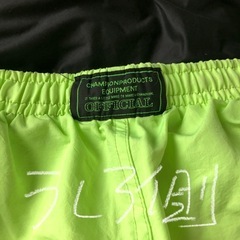 CHAMPION PRODUCTS
EQUIPMENT
OFFICIAL
うしろ側